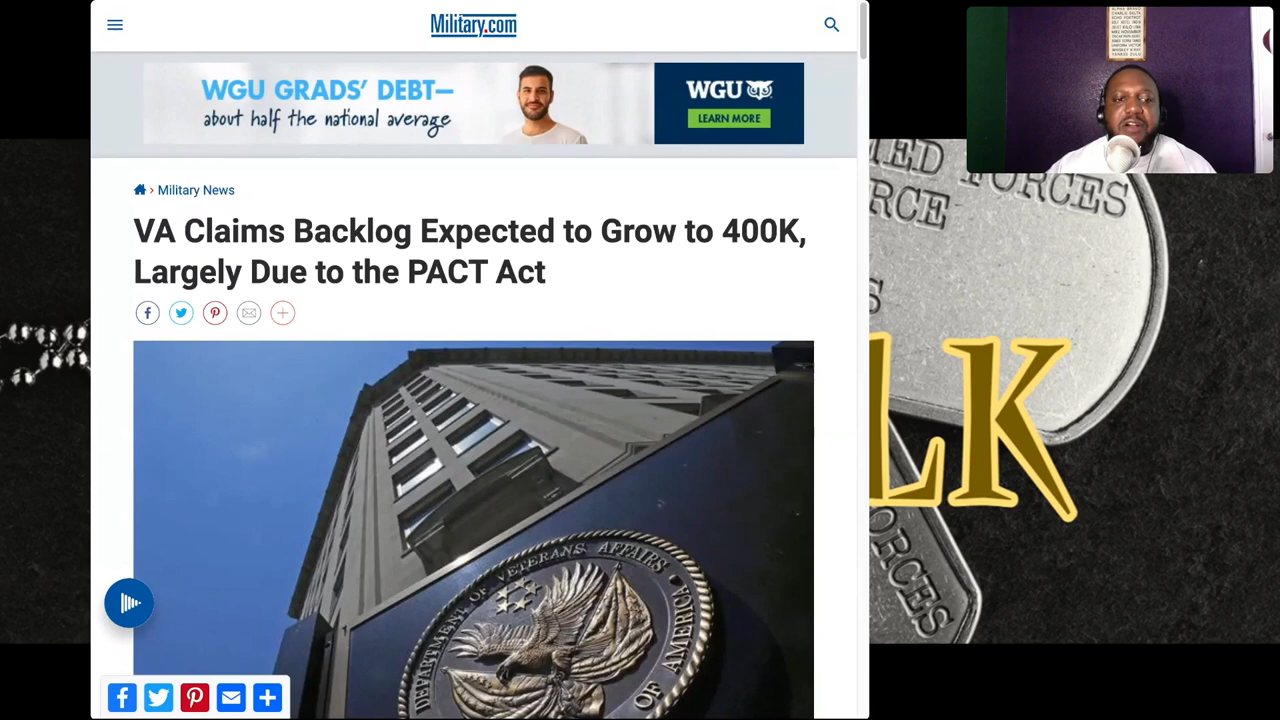 Military.com
WGU GRADS' DEBT—
about half the national average
WGU
LEARN MORE
Military News
VA Claims Backlog Expected to Grow to 400K,
Largely Due to the PACT Act
DEPARTMENT OF VETERANS AFFAIRS
OF AMERICA
MED FORCES
RCE
S
LK
ORCES